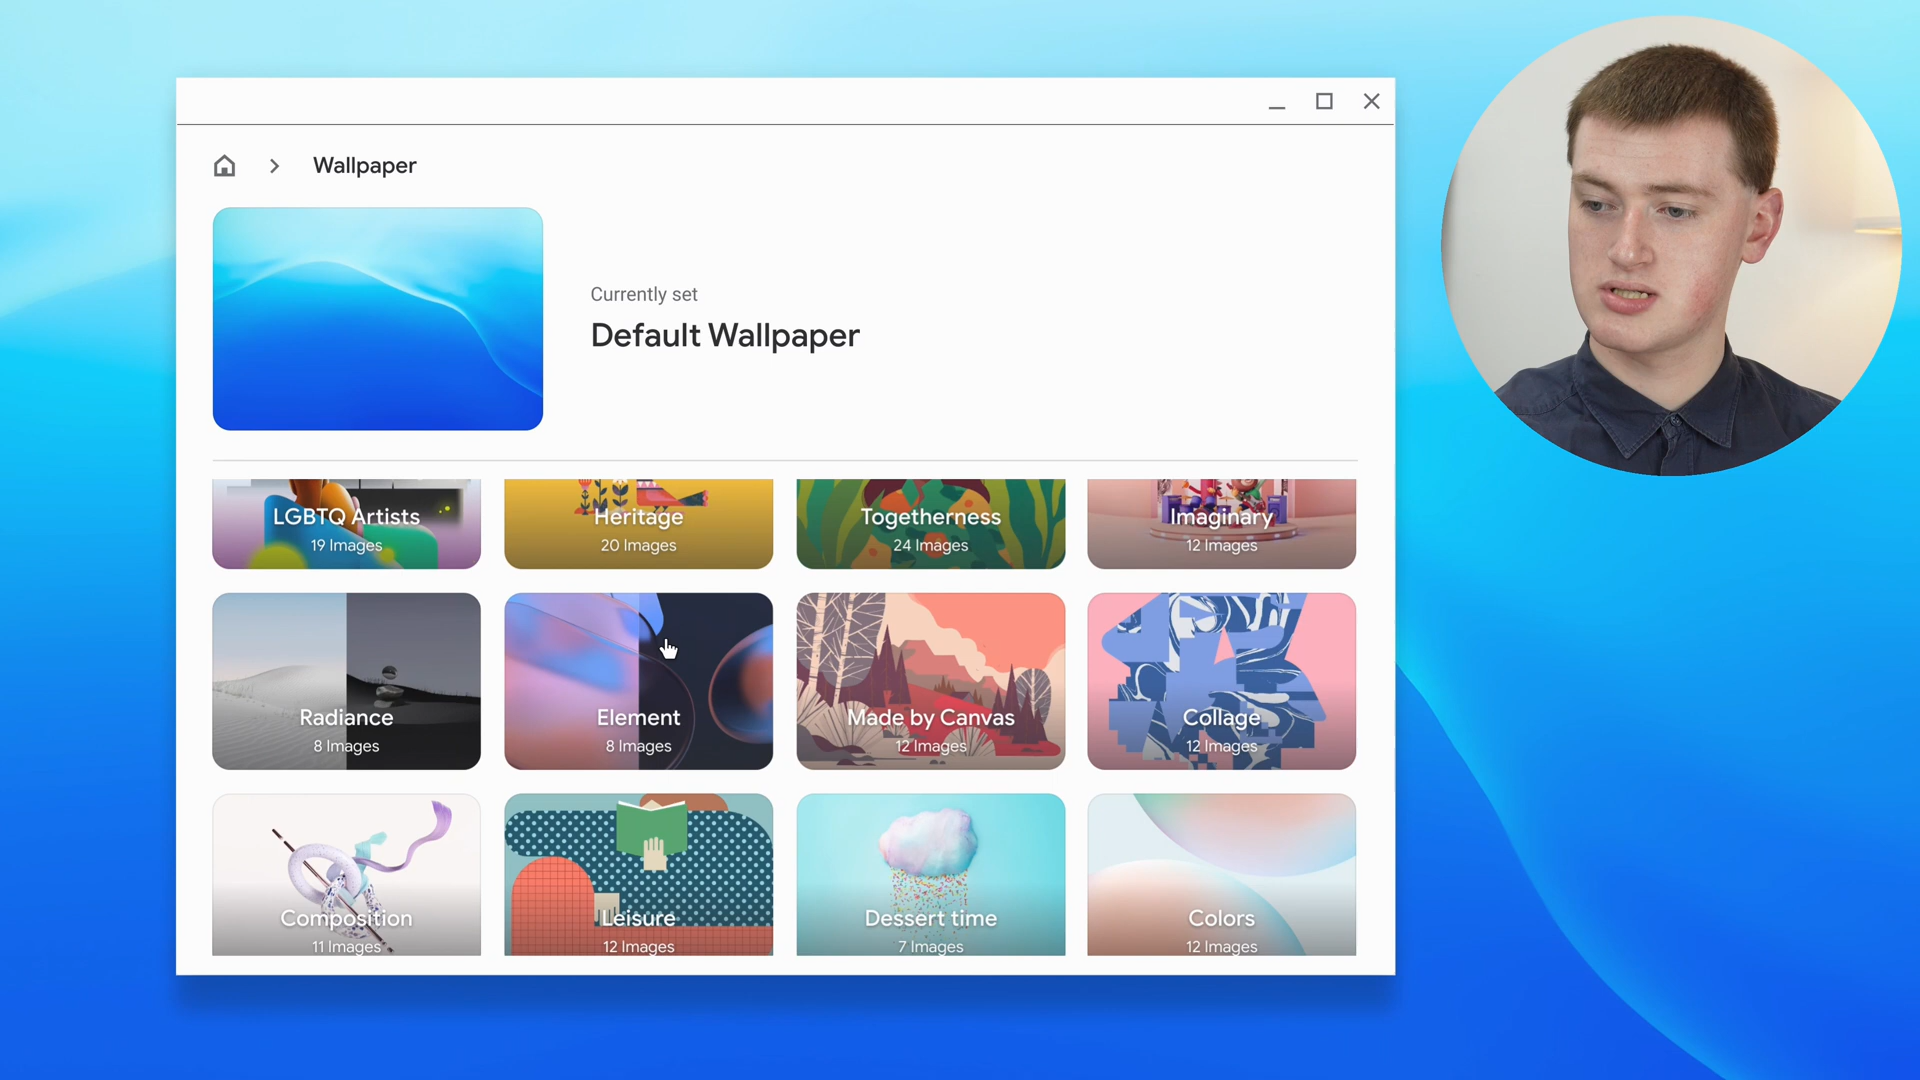 Wallpaper
Currently set
Default Wallpaper
LGBTQ Artists
19 Images
Heritage
20 Images
Togetherness
24 Images
Imaginary
12 Images
Radiance
8 Images
Element
8 Images
Made by Canvas
12 Images
Collage
12 Images
Composition
11 Images
Leisure
12 Images
Dessert time
7 Images
Colors
12 Images